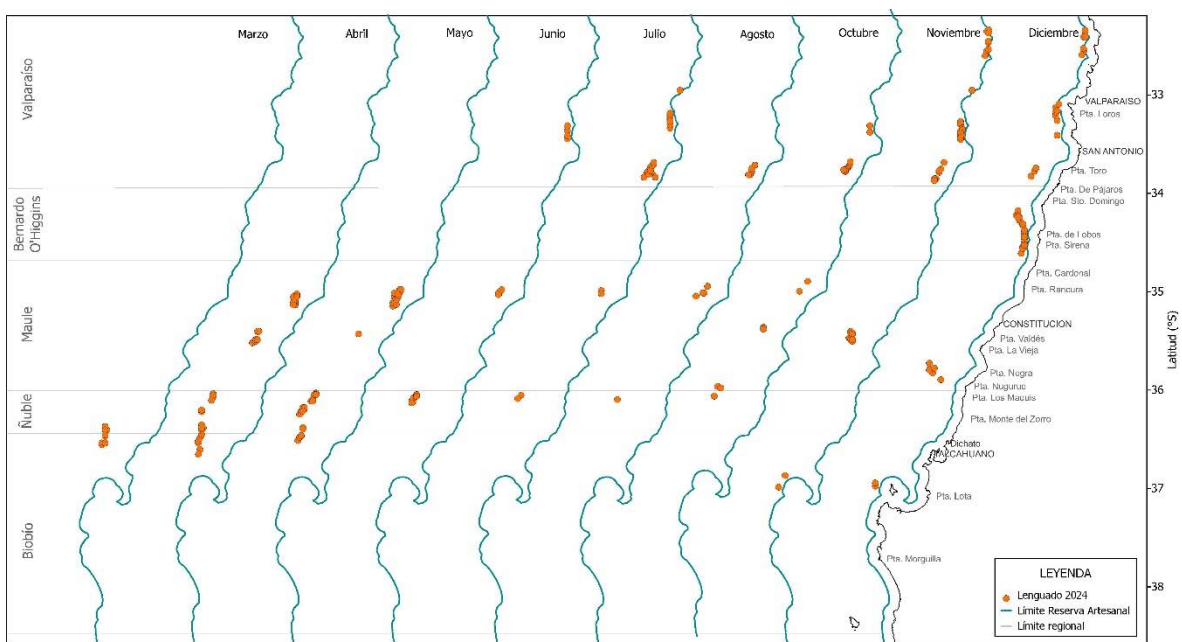 Marzo
Abril
Mayo
Junio
Julio
Agosto
Octubre
Noviembre
Diciembre
Valparaíso
Bernardo
O'Higgins
Maule
Ñuble
Biobío
VALPARAISO
Pta. Loros
SAN ANTONIO
Pta. Toro
Pta. De Pájaros
Pta. Sto. Domingo
Pta. de Lobos
Pta. Sirena
Pta. Cardonal
Pta. Rancura
CONSTITUCION
Pta. Valdés
Pta. La Vieja
Pta. Negra
Pta. Nugurue
Pta. Los Maquis
Pta. Monte del Zorro
Dichato
TALCAHUANO
Pta. Lota
Pta. Morguilla
33
34
35
36
37
38
Latitud (°S)
LEYENDA
Lenguado 2024
Límite Reserva Artesanal
Límite regional